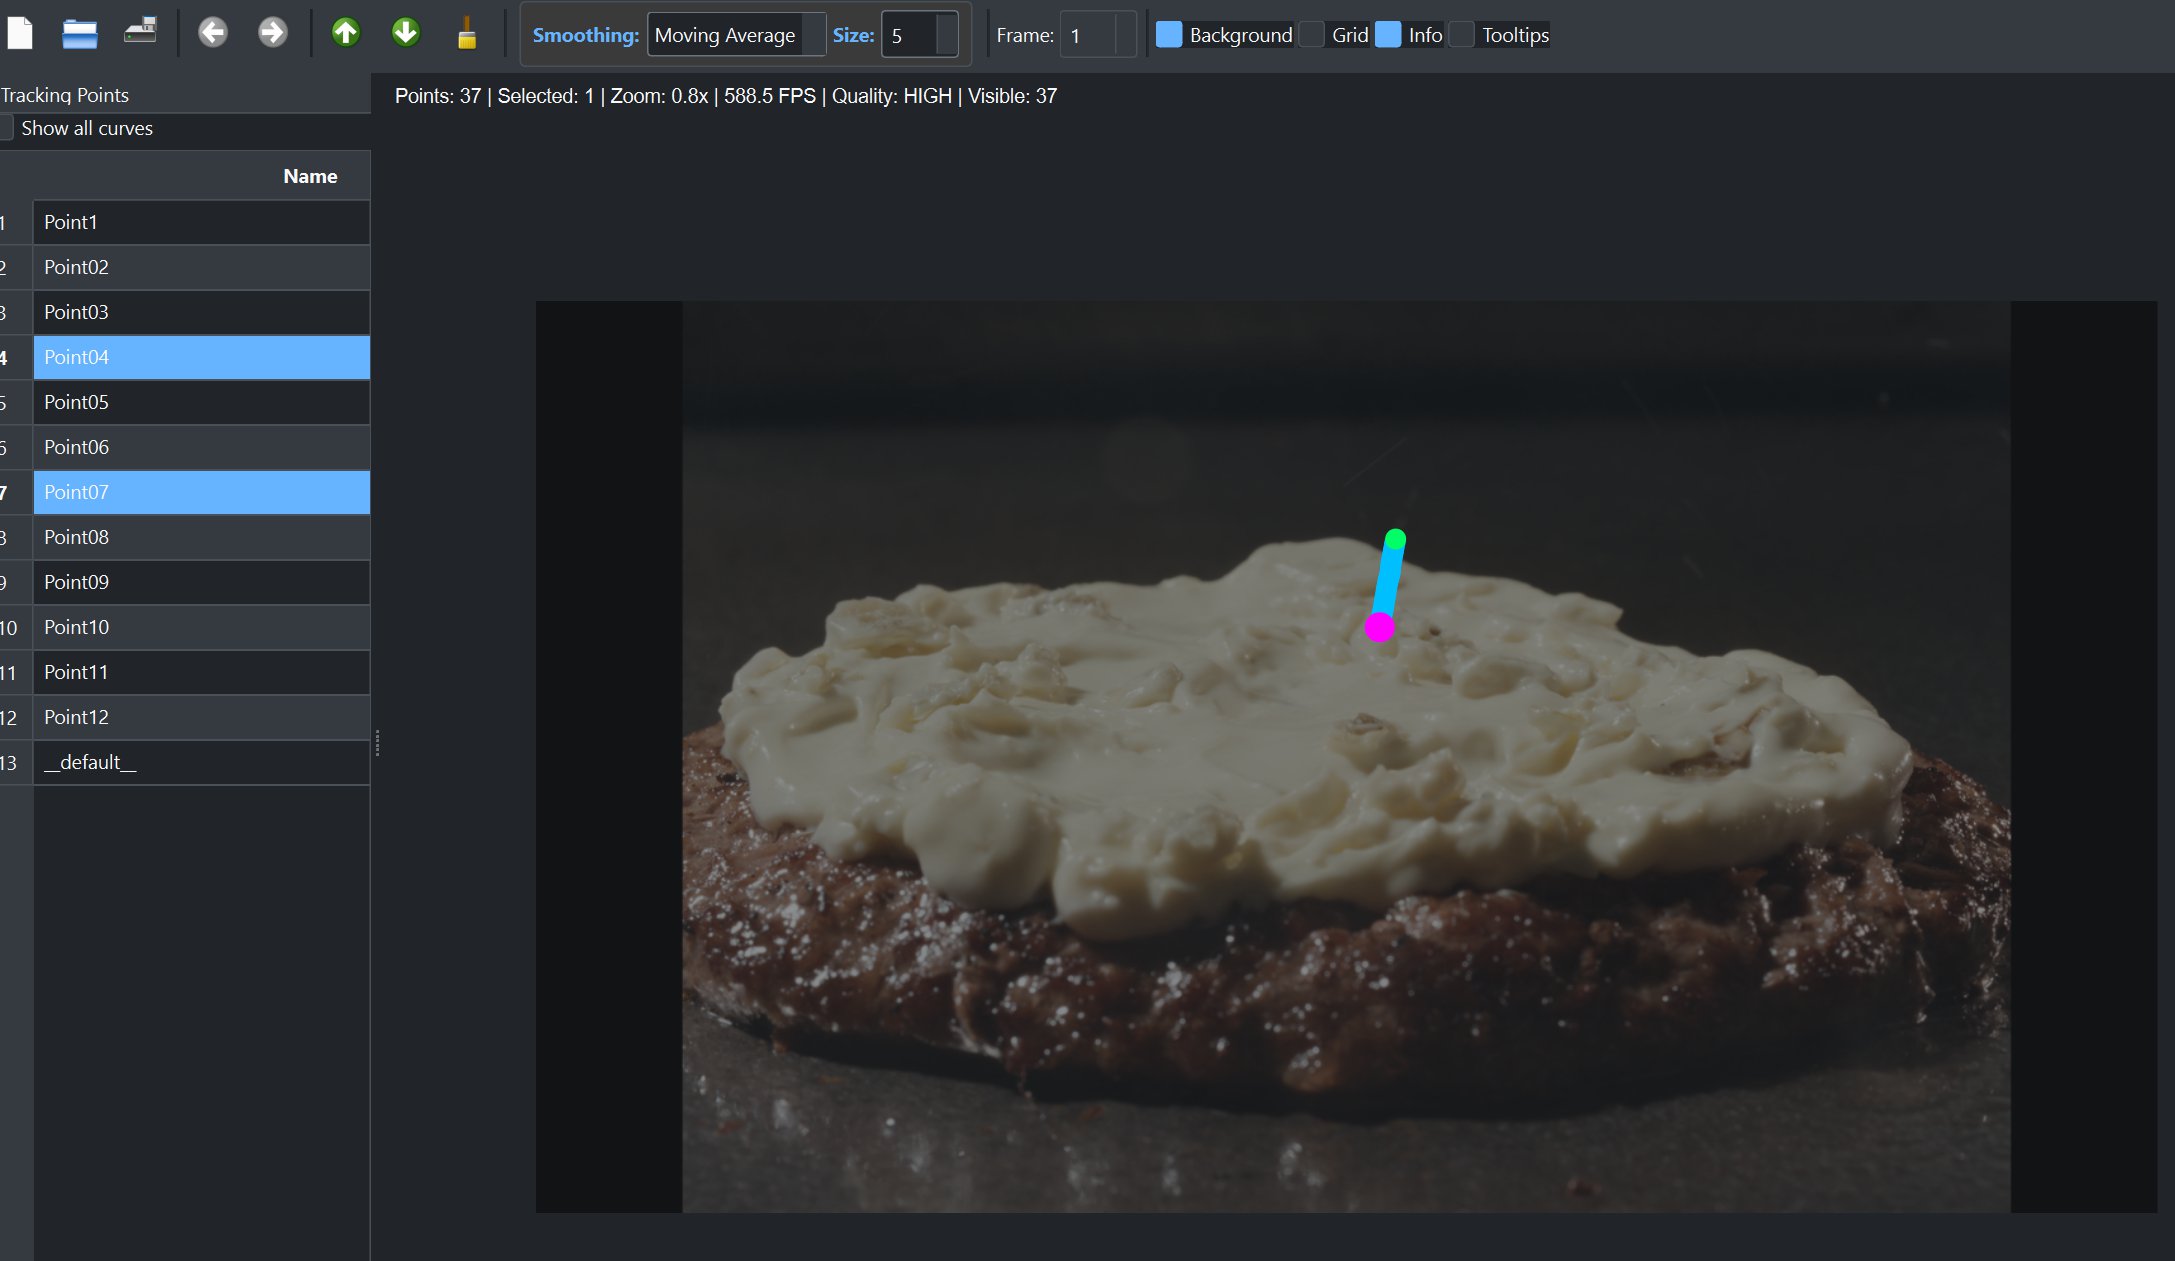 Smoothing: Moving Average Size: 5 Frame: 1 Background Grid Info Tooltips
Tracking Points
Points: 37 | Selected: 1 | Zoom: 0.8x | 588.5 FPS | Quality: HIGH | Visible: 37
Show all curves
Name
1 Point1
2 Point02
3 Point03
4 Point04
5 Point05
6 Point06
7 Point07
8 Point08
9 Point09
10 Point10
11 Point11
12 Point12
13 __default__